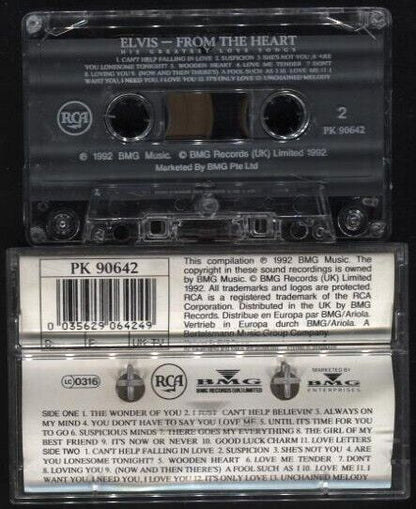 ELVIS – FROM THE HEART
HIS GREATEST LOVE SONGS
1. CAN'T HELP FALLING IN LOVE 2. SUSPICION 3. SHE'S NOT YOU 4. ARE
YOU LONESOME TONIGHT? 5. WOODEN HEART 6. LOVE ME TENDER 7. DON'T
8. LOVING YOU 9. (NOW AND THEN THERE'S) A FOOL SUCH AS I 10. LOVE ME 11. I
WANT YOU, I NEED YOU, I LOVE YOU 12. IT'S ONLY LOVE 13. UNCHAINED MELODY
RCA
2
PK 90642
℗ 1992 BMG Music. © BMG Records (UK) Limited 1992.
Marketed By BMG Pte Ltd
PK 90642
0 035629 064249
This compilation ℗ 1992 BMG Music. The
copyright in these sound recordings is owned
by BMG Music. © BMG Records (UK) Limited
1992. All trademarks and logos are protected.
RCA is a registered trademark of the RCA
Corporation. Distributed in the UK by BMG
Records. Distribue en Europa par BMG/Ariola.
Vertrieb in Europa durch BMG/Ariola. A
Bertelsmann Music Group Company.
LC 0316
RCA
BMG
BMG RECORDS (UK) LIMITED
MARKETED BY
BMG
ENTERPRISES
SIDE ONE 1. THE WONDER OF YOU 2. I JUST CAN'T HELP BELIEVIN' 3. ALWAYS ON
MY MIND 4. YOU DON'T HAVE TO SAY YOU LOVE ME 5. UNTIL IT'S TIME FOR YOU
TO GO 6. SUSPICIOUS MINDS 7. THERE GOES MY EVERYTHING 8. THE GIRL OF MY
BEST FRIEND 9. IT'S NOW OR NEVER 10. GOOD LUCK CHARM 11. LOVE LETTERS
SIDE TWO 1. CAN'T HELP FALLING IN LOVE 2. SUSPICION 3. SHE'S NOT YOU 4. ARE
YOU LONESOME TONIGHT? 5. WOODEN HEART 6. LOVE ME TENDER 7. DON'T
8. LOVING YOU 9. (NOW AND THEN THERE'S) A FOOL SUCH AS I 10. LOVE ME 11. I
WANT YOU, I NEED YOU, I LOVE YOU 12. IT'S ONLY LOVE 13. UNCHAINED MELODY